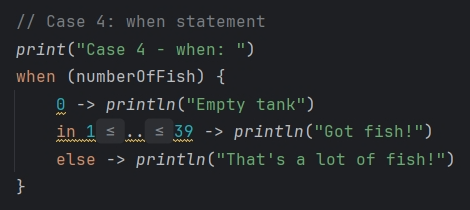 // Case 4: when statement
print("Case 4 - when: ")
when (numberOfFish) {
    0 -> println("Empty tank")
    in 1 ≤ .. ≤ 39 -> println("Got fish!")
    else -> println("That's a lot of fish!")
}